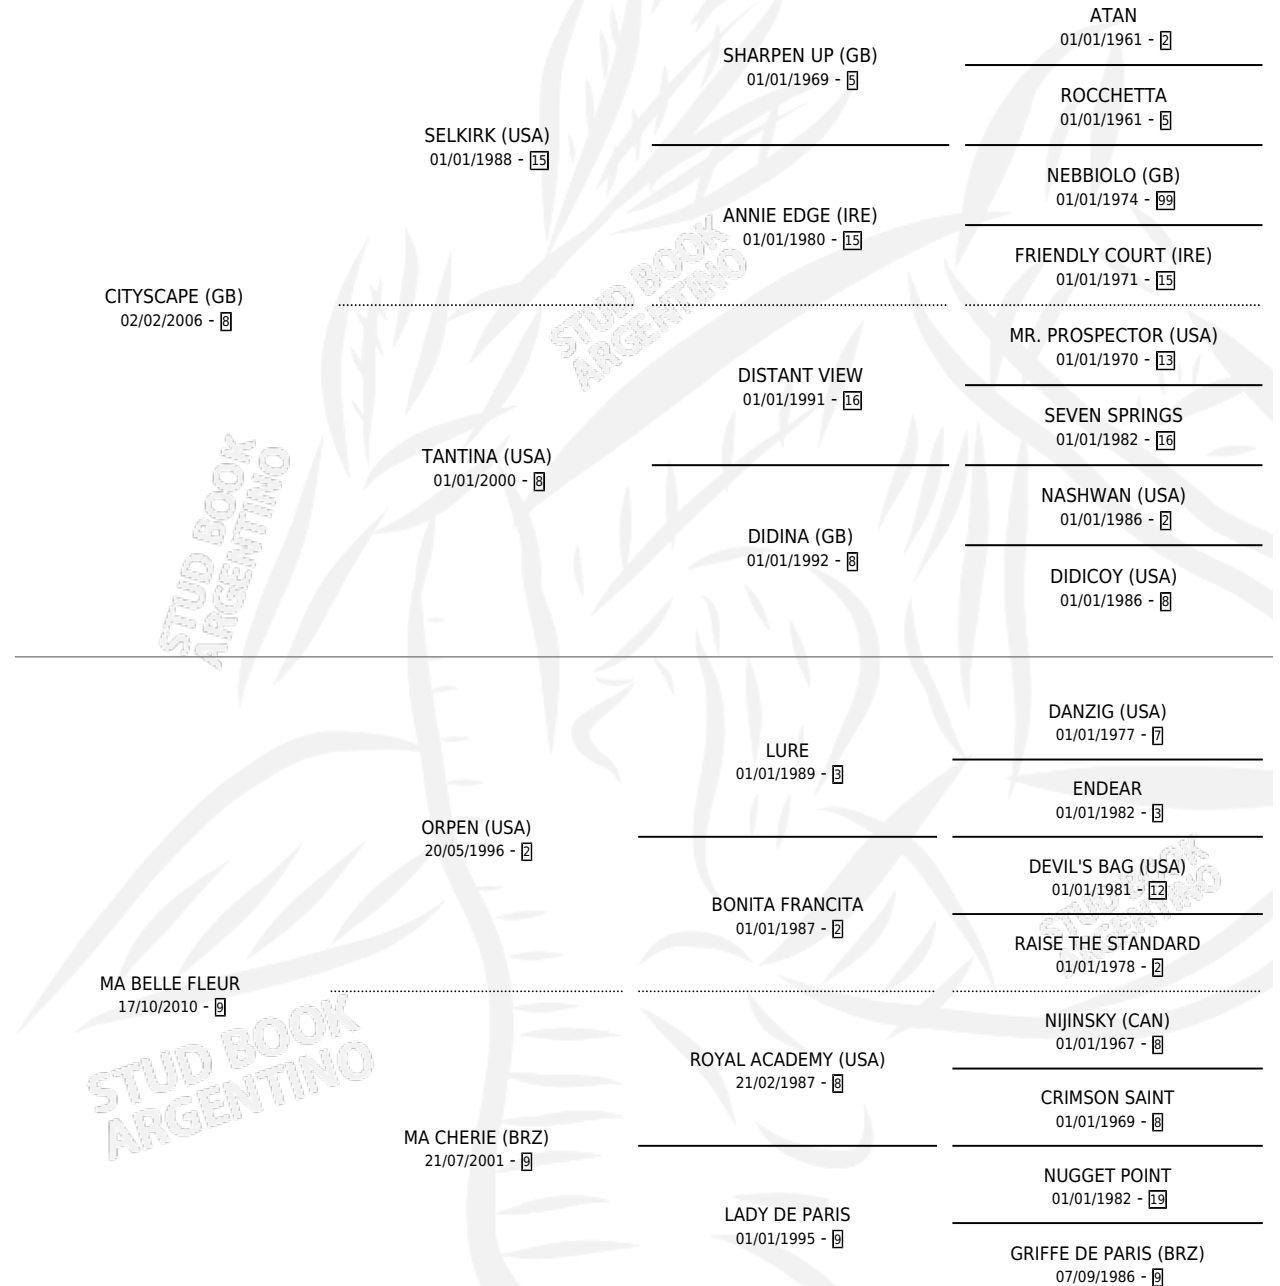 ATAN
01/01/1961 - 2
SHARPEN UP (GB)
01/01/1969 - 5
ROCCHETTA
01/01/1961 - 5
SELKIRK (USA)
01/01/1988 - 15
NEBBIOLO (GB)
01/01/1974 - 99
ANNIE EDGE (IRE)
01/01/1980 - 15
FRIENDLY COURT (IRE)
01/01/1971 - 15
CITYSCAPE (GB)
02/02/2006 - 8
MR. PROSPECTOR (USA)
01/01/1970 - 13
DISTANT VIEW
01/01/1991 - 16
SEVEN SPRINGS
01/01/1982 - 16
TANTINA (USA)
01/01/2000 - 8
NASHWAN (USA)
01/01/1986 - 2
DIDINA (GB)
01/01/1992 - 8
DIDICOY (USA)
01/01/1986 - 8
DANZIG (USA)
01/01/1977 - 7
LURE
01/01/1989 - 3
ENDEAR
01/01/1982 - 3
ORPEN (USA)
20/05/1996 - 2
DEVIL'S BAG (USA)
01/01/1981 - 12
BONITA FRANCITA
01/01/1987 - 2
RAISE THE STANDARD
01/01/1978 - 2
MA BELLE FLEUR
17/10/2010 - 9
NIJINSKY (CAN)
01/01/1967 - 8
ROYAL ACADEMY (USA)
21/02/1987 - 8
CRIMSON SAINT
01/01/1969 - 8
MA CHERIE (BRZ)
21/07/2001 - 9
NUGGET POINT
01/01/1982 - 19
LADY DE PARIS
01/01/1995 - 9
GRIFFE DE PARIS (BRZ)
07/09/1986 - 9
STUD BOOK
ARGENTINO
STUD BOOK
ARGENTINO
STUD BOOK
ARGENTINO
STUD BOOK
ARGENTINO